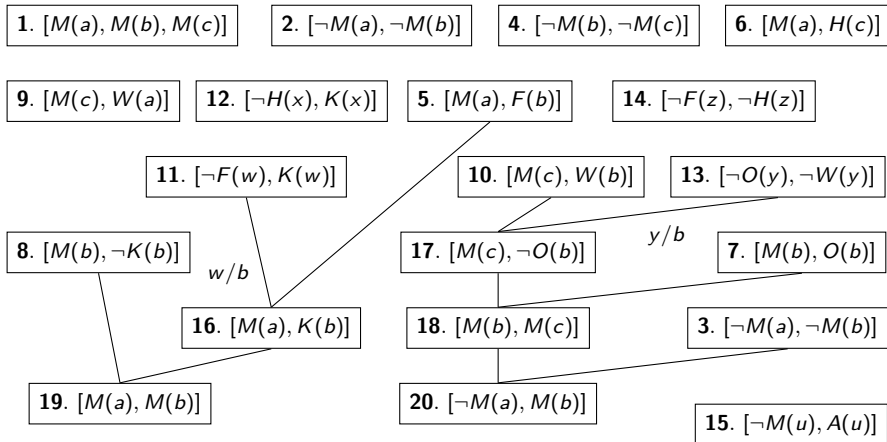 1. [M(a), M(b), M(c)] 2. [¬M(a), ¬M(b)] 4. [¬M(b), ¬M(c)] 6. [M(a), H(c)]
9. [M(c), W(a)] 12. [¬H(x), K(x)] 5. [M(a), F(b)] 14. [¬F(z), ¬H(z)]
11. [¬F(w), K(w)] 10. [M(c), W(b)] 13. [¬O(y), ¬W(y)]
8. [M(b), ¬K(b)] w/b 17. [M(c), ¬O(b)] y/b 7. [M(b), O(b)]
16. [M(a), K(b)] 18. [M(b), M(c)] 3. [¬M(a), ¬M(b)]
19. [M(a), M(b)] 20. [¬M(a), M(b)]
15. [¬M(u), A(u)]